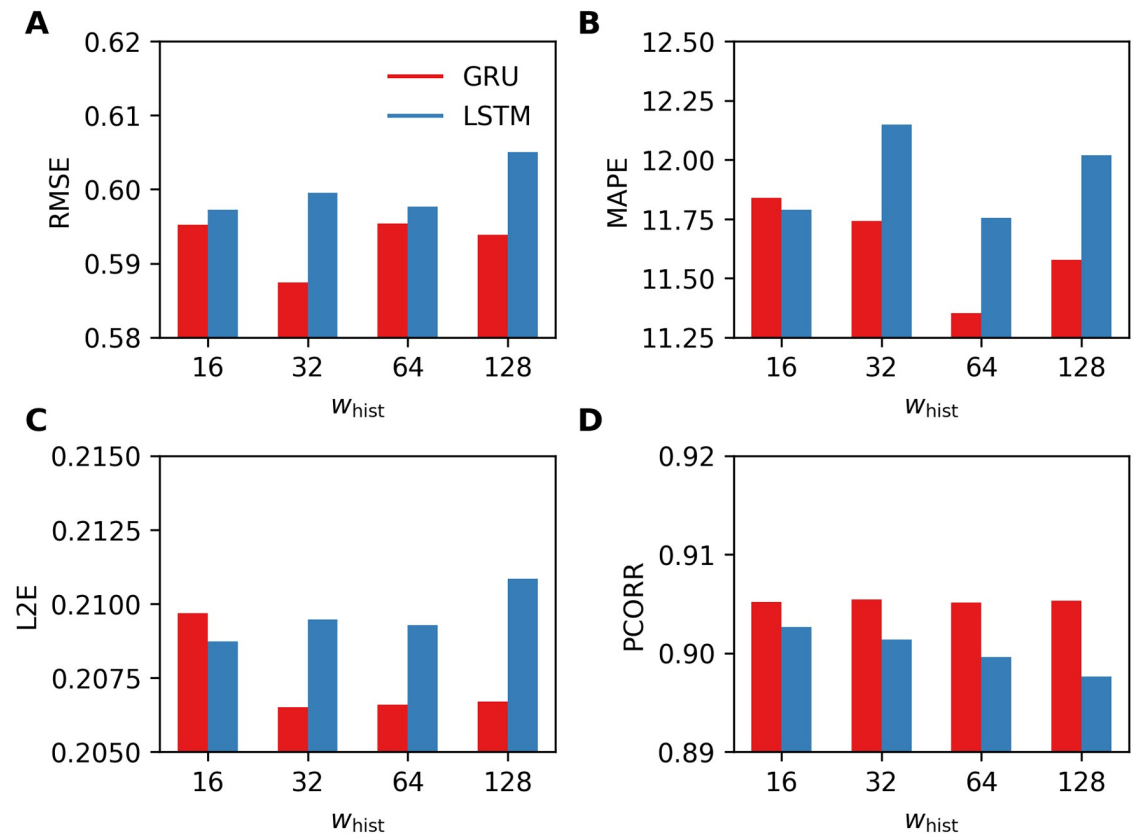 A
RMSE
0.62
0.61
0.60
0.59
0.58
GRU
LSTM
16 32 64 128
w_hist
B
MAPE
12.50
12.25
12.00
11.75
11.50
11.25
16 32 64 128
w_hist
C
L2E
0.2150
0.2125
0.2100
0.2075
0.2050
16 32 64 128
w_hist
D
PCORR
0.92
0.91
0.90
0.89
16 32 64 128
w_hist